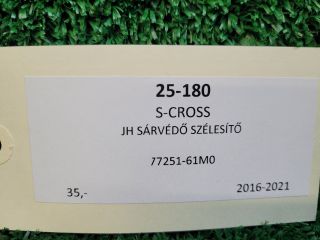 25-180
S-CROSS
JH SÁRVÉDŐ SZÉLESÍTŐ
77251-61M0
35,- 2016-2021